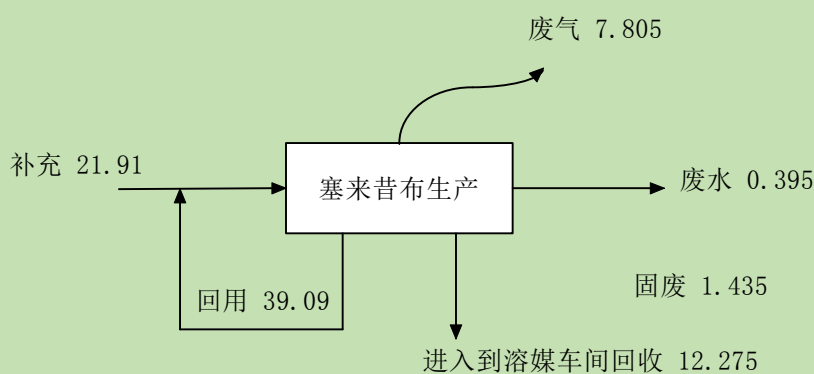 废气 7.805
补充 21.91
塞来昔布生产
废水 0.395
固废 1.435
回用 39.09
进入到溶媒车间回收 12.275